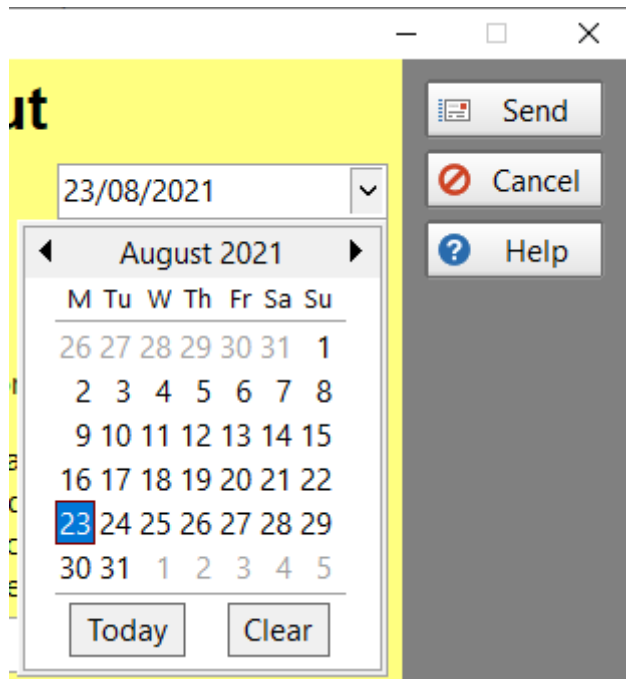 ut
Send
23/08/2021
Cancel
August 2021
Help
M Tu W Th Fr Sa Su
26 27 28 29 30 31 1
2 3 4 5 6 7 8
9 10 11 12 13 14 15
16 17 18 19 20 21 22
23 24 25 26 27 28 29
30 31 1 2 3 4 5
Today Clear